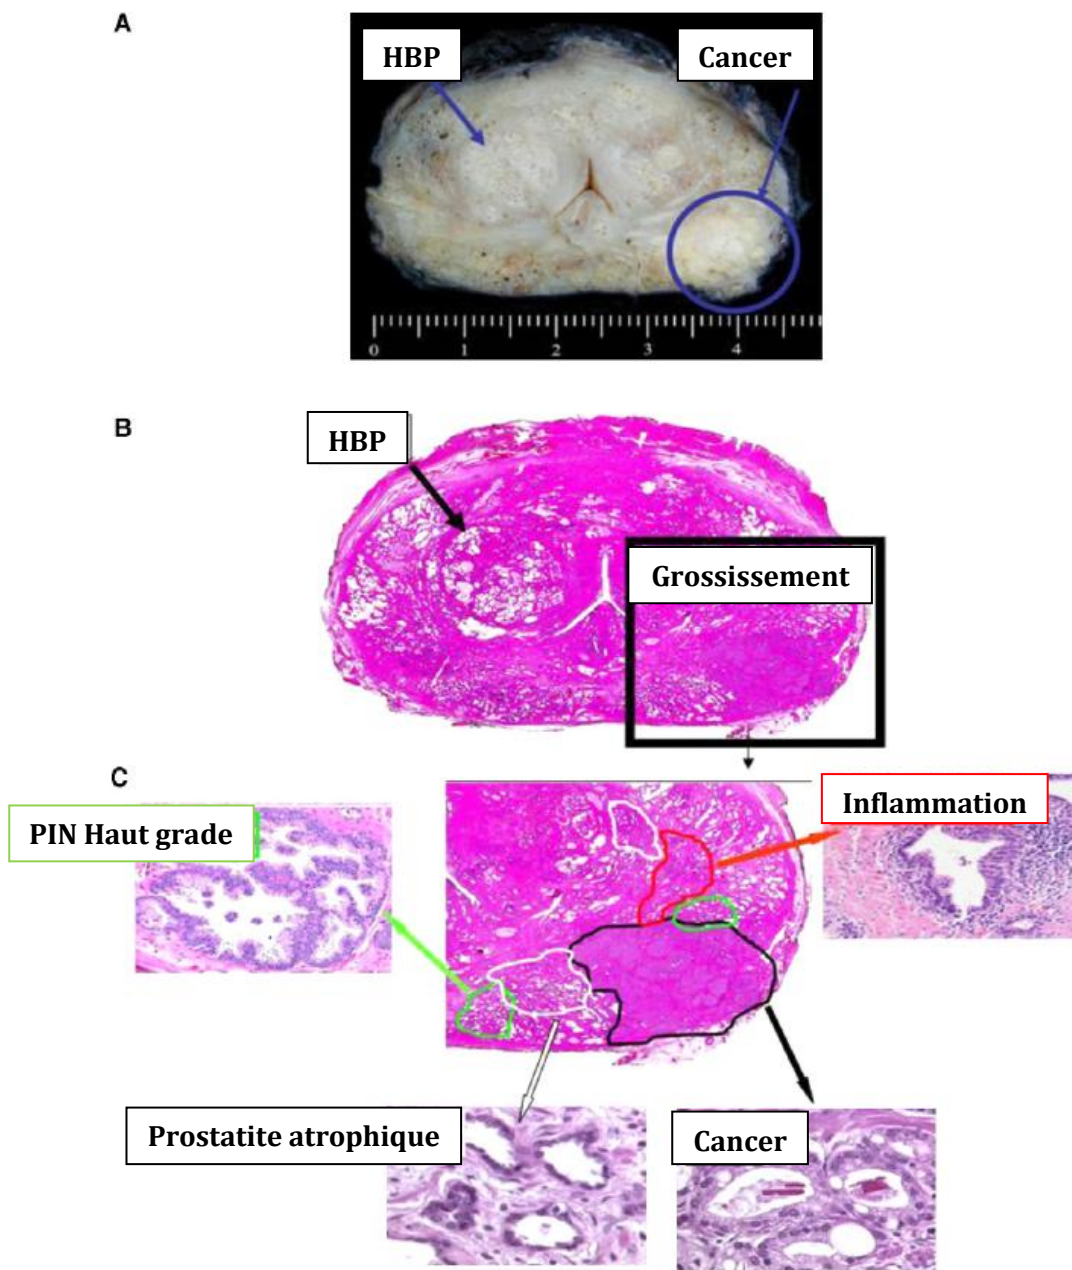 A
HBP
Cancer
0 1 2 3 4
B
HBP
Grossissement
C
Inflammation
PIN Haut grade
Prostatite atrophique
Cancer